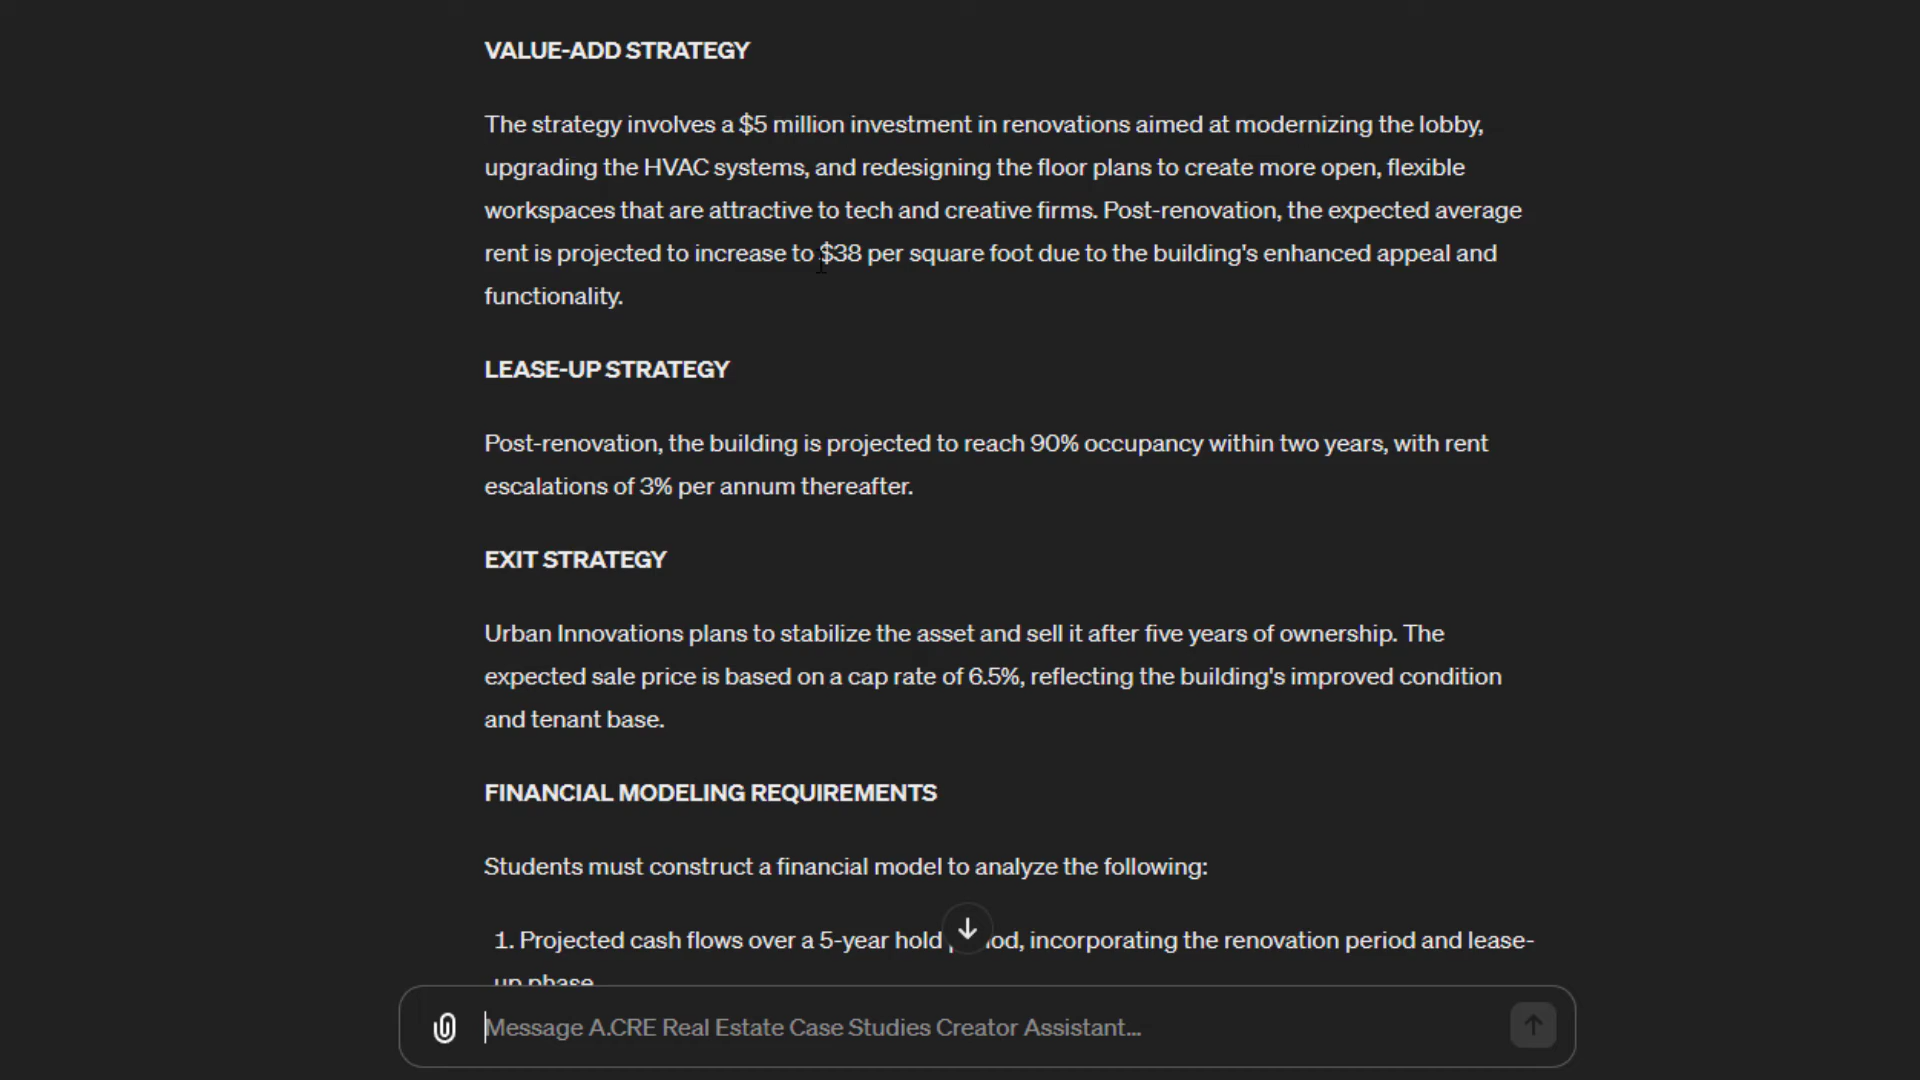 VALUE-ADD STRATEGY
The strategy involves a $5 million investment in renovations aimed at modernizing the lobby,
upgrading the HVAC systems, and redesigning the floor plans to create more open, flexible
workspaces that are attractive to tech and creative firms. Post-renovation, the expected average
rent is projected to increase to $38 per square foot due to the building's enhanced appeal and
functionality.
LEASE-UP STRATEGY
Post-renovation, the building is projected to reach 90% occupancy within two years, with rent
escalations of 3% per annum thereafter.
EXIT STRATEGY
Urban Innovations plans to stabilize the asset and sell it after five years of ownership. The
expected sale price is based on a cap rate of 6.5%, reflecting the building's improved condition
and tenant base.
FINANCIAL MODELING REQUIREMENTS
Students must construct a financial model to analyze the following:
1. Projected cash flows over a 5-year hold period, incorporating the renovation period and lease-
up phase
Message A.CRE Real Estate Case Studies Creator Assistant...